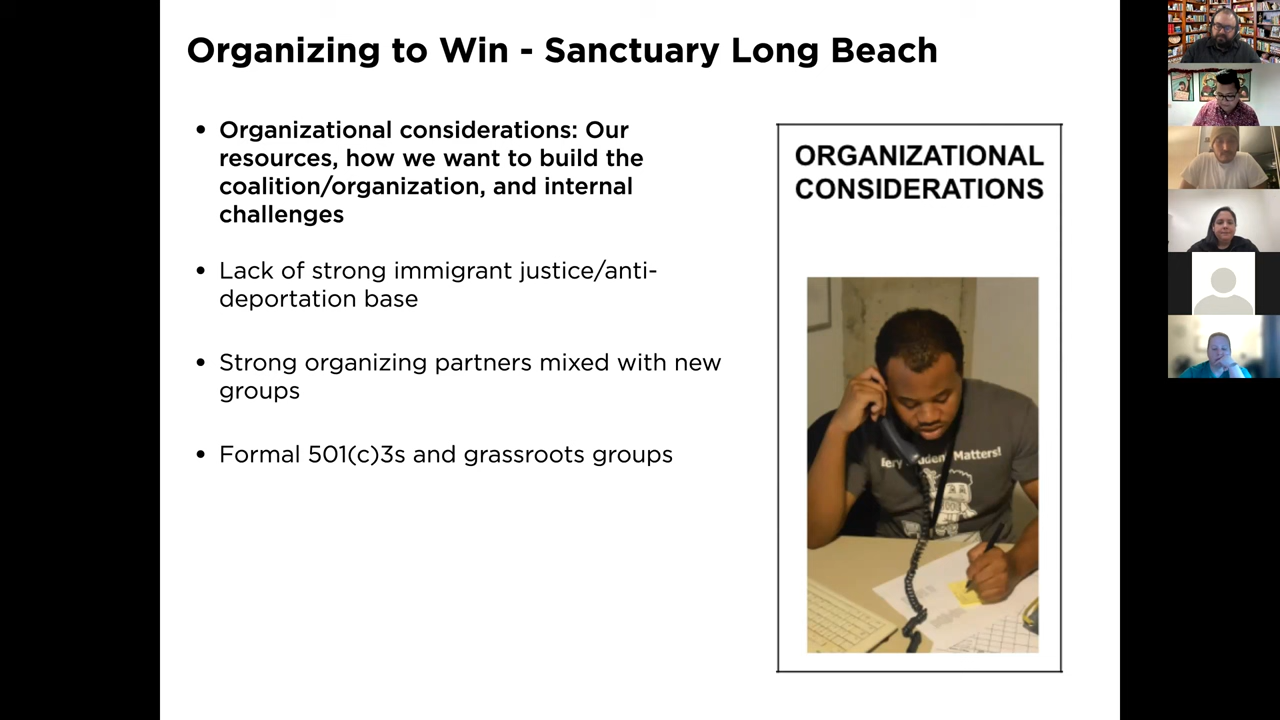 Organizing to Win - Sanctuary Long Beach
• Organizational considerations: Our
resources, how we want to build the
coalition/organization, and internal
challenges
• Lack of strong immigrant justice/anti-
deportation base
• Strong organizing partners mixed with new
groups
• Formal 501(c)3s and grassroots groups
ORGANIZATIONAL
CONSIDERATIONS
Matters!